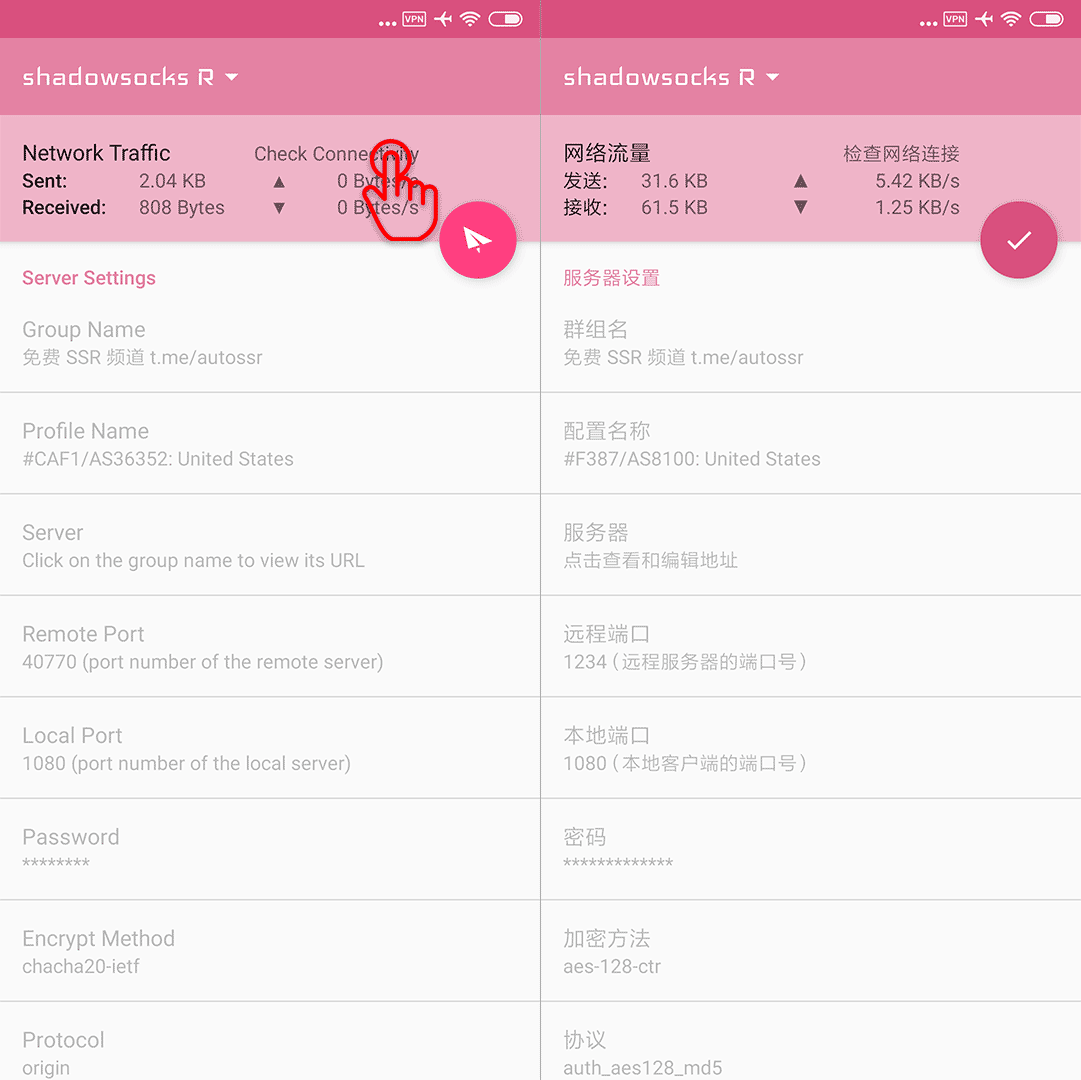 VPN
shadowsocks R
Network Traffic
Check Connectivity
Sent: 2.04 KB ▲ 0 Bytes/s
Received: 808 Bytes ▼ 0 Bytes/s
Server Settings
Group Name
免费 SSR 频道 t.me/autossr
Profile Name
#CAF1/AS36352: United States
Server
Click on the group name to view its URL
Remote Port
40770 (port number of the remote server)
Local Port
1080 (port number of the local server)
Password
********
Encrypt Method
chacha20-ietf
Protocol
origin
VPN
shadowsocks R
网络流量
检查网络连接
发送: 31.6 KB ▲ 5.42 KB/s
接收: 61.5 KB ▼ 1.25 KB/s
服务器设置
群组名
免费 SSR 频道 t.me/autossr
配置名称
#F387/AS8100: United States
服务器
点击查看和编辑地址
远程端口
1234（远程服务器的端口号）
本地端口
1080（本地客户端的端口号）
密码
*************
加密方法
aes-128-ctr
协议
auth_aes128_md5